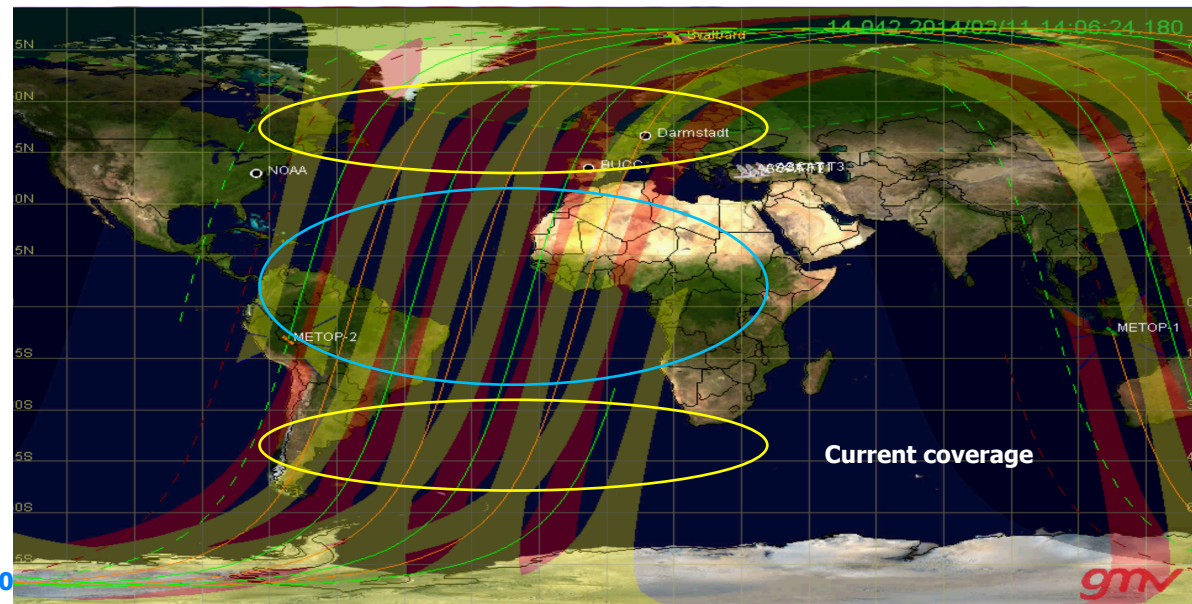 14.042 2014/02/11 14:06:24.180
Svalbard
5N
0N
Darmstadt
5N
NOAA
0N
5N
METOP-2
METOP-1
5S
0S
5S
Current coverage
0S
5S
0
gmv